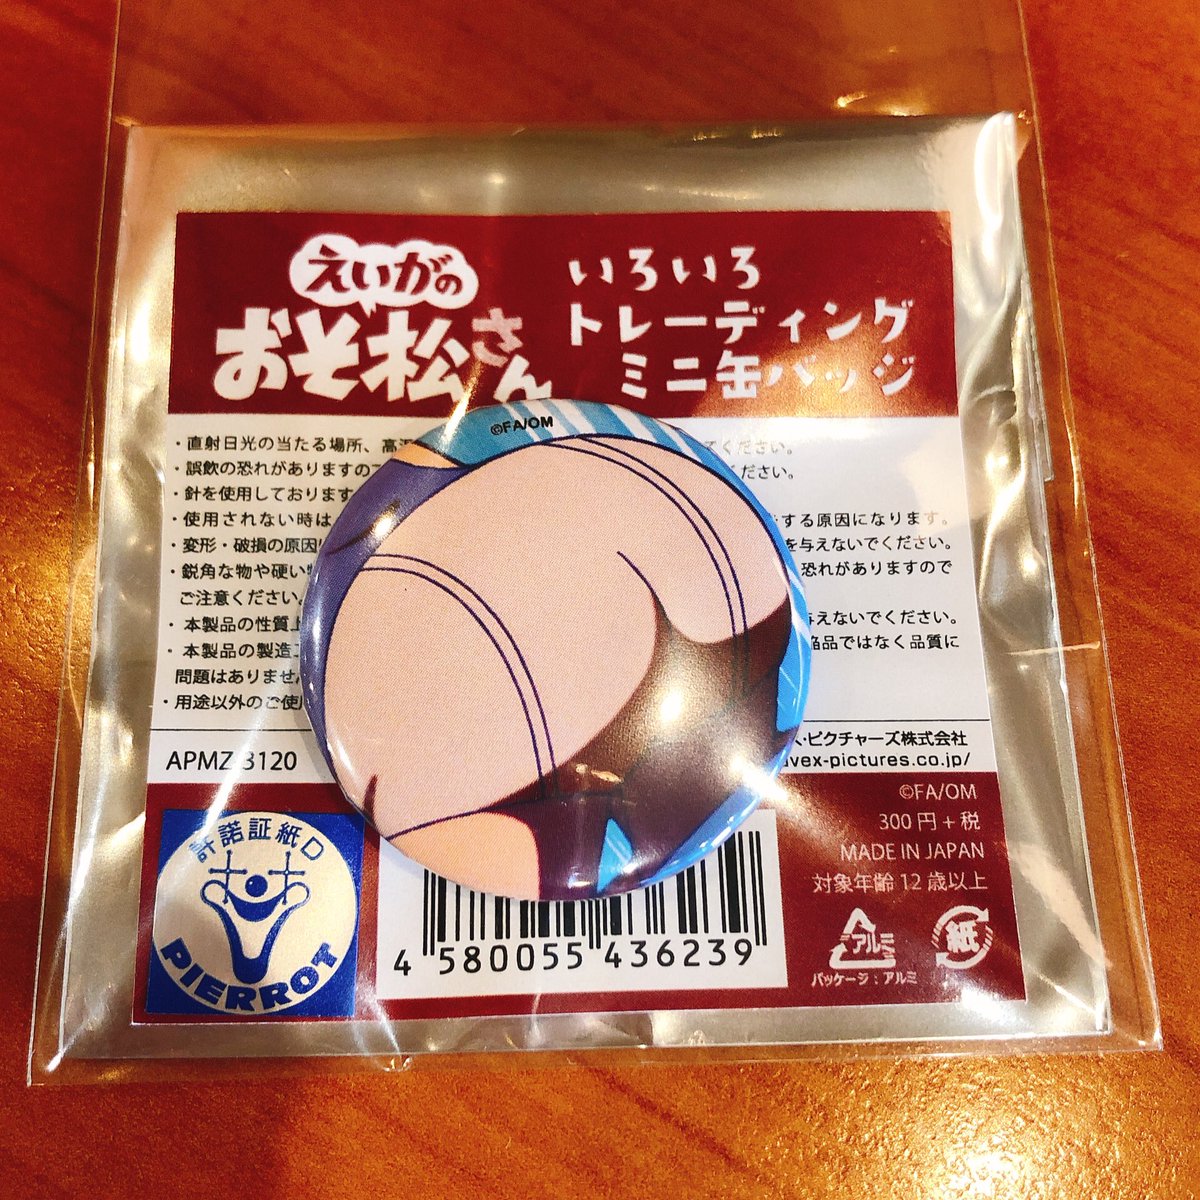 えいがの
おそ松さん
いろいろ
トレーディング
ミニ缶バッジ
©FA/OM
・直射日光の当たる場所、高温 てください。
・誤飲の恐れがありますので ください。
・針を使用しております
・使用されない時は する原因になります。
・変形・破損の原因に を与えないでください。
・鋭角な物や硬い物 恐れがありますので
ご注意ください。
・本製品の性質上 与えないでください。
・本製品の製造工 陥品ではなく品質に
問題はありません
・用途以外のご使用
APMZ 3120
ス・ピクチャーズ株式会社
avex-pictures.co.jp/
©FA/OM
300円+税
MADE IN JAPAN
対象年齢12歳以上
許諾証紙D
PIERROT
4 580055 436239
アルミ
パッケージ:アルミ
紙